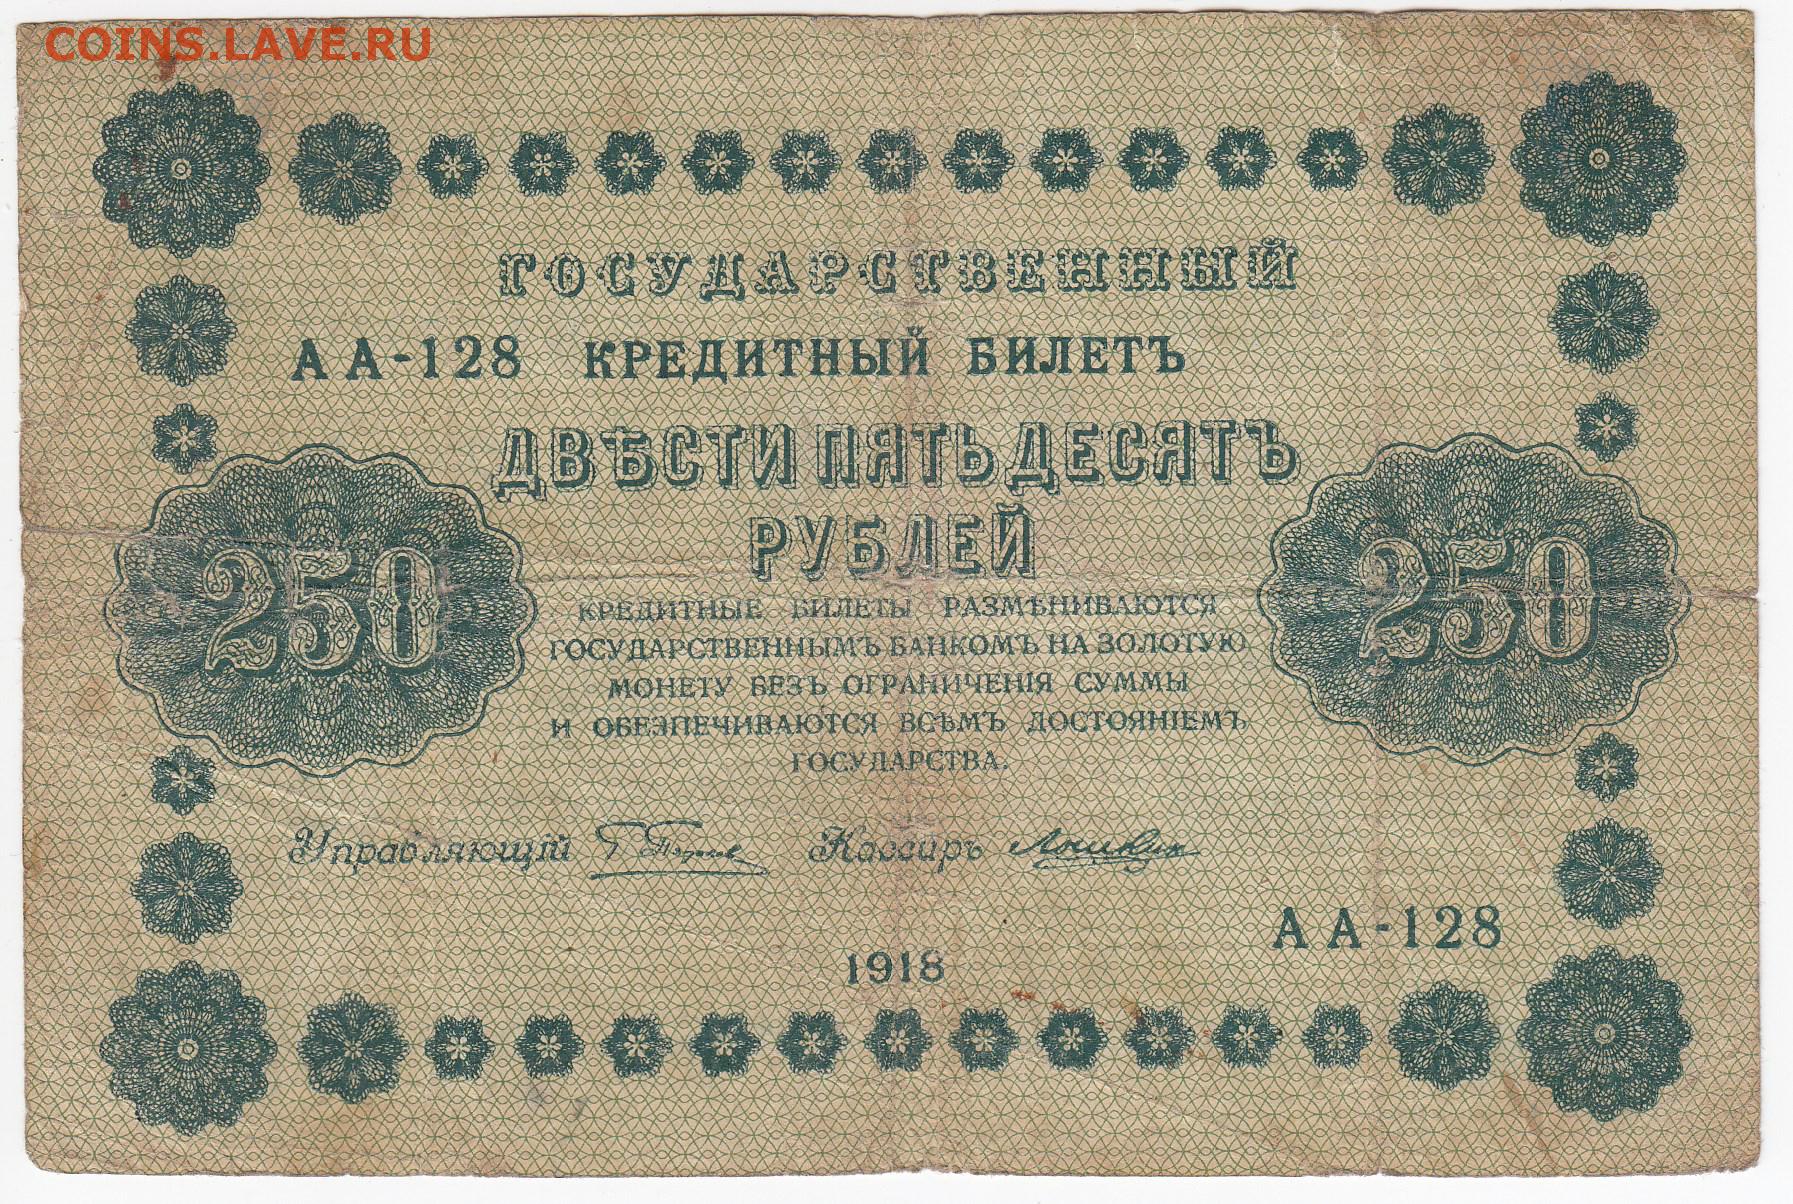 COINS.LAVE.RU
ГОСУДАРСТВЕННЫЙ
АА-128 КРЕДИТНЫЙ БИЛЕТЪ
ДВѢСТИ ПЯТЬДЕСЯТЪ
РУБЛЕЙ
250
250
КРЕДИТНЫЕ БИЛЕТЫ РАЗМѢНИВАЮТСЯ
ГОСУДАРСТВЕННЫМЪ БАНКОМЪ НА ЗОЛОТУЮ
МОНЕТУ БЕЗЪ ОГРАНИЧЕНІЯ СУММЫ
И ОБЕЗПЕЧИВАЮТСЯ ВСѢМЪ ДОСТОЯНІЕМЪ
ГОСУДАРСТВА.
Управляющій Кассиръ
АА-128
1918